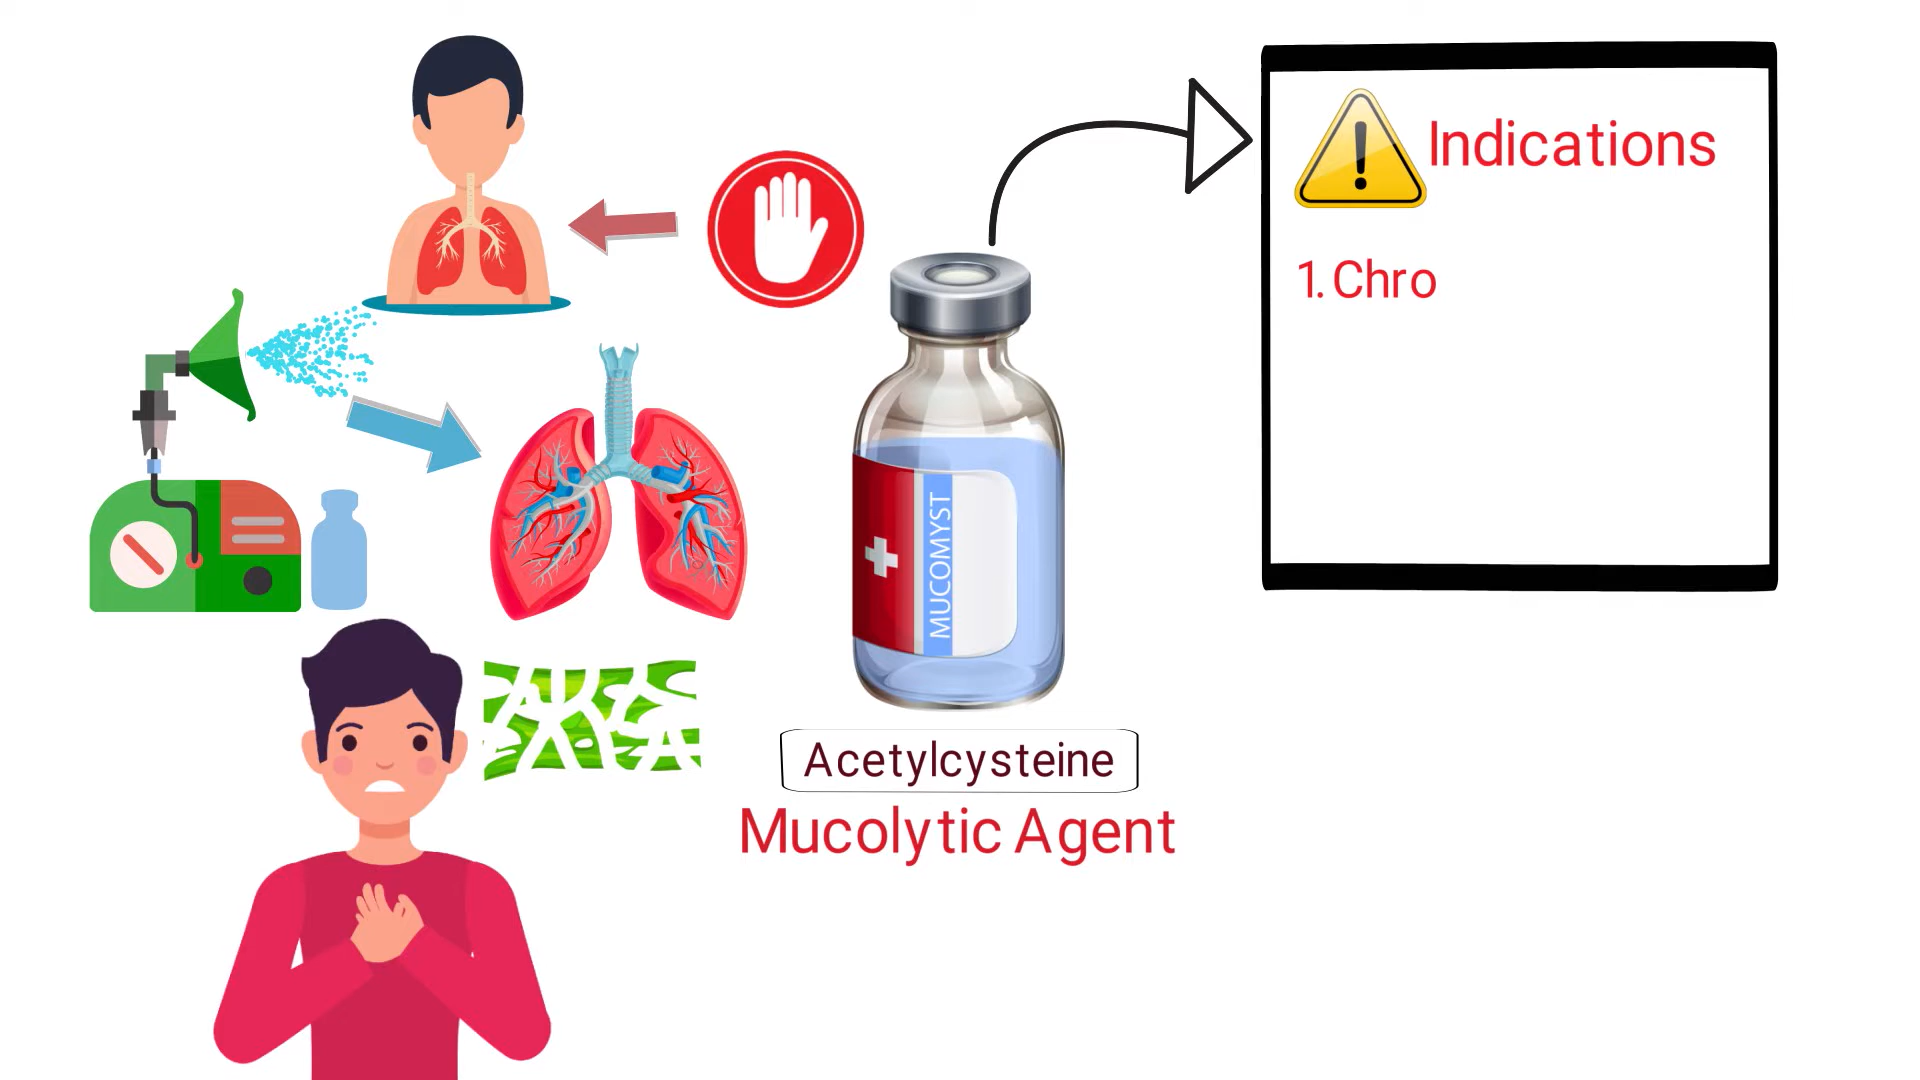 Indications
1. Chro
MUCOMYST
Acetylcysteine
Mucolytic Agent